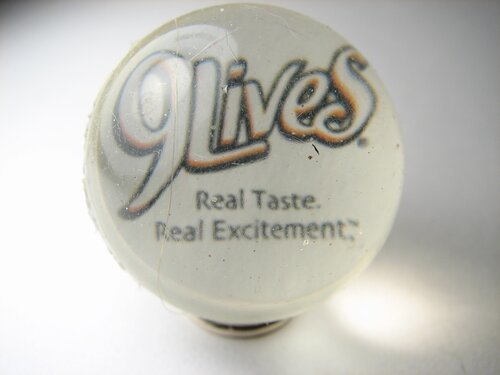 9Lives®
Real Taste.
Real Excitement.™